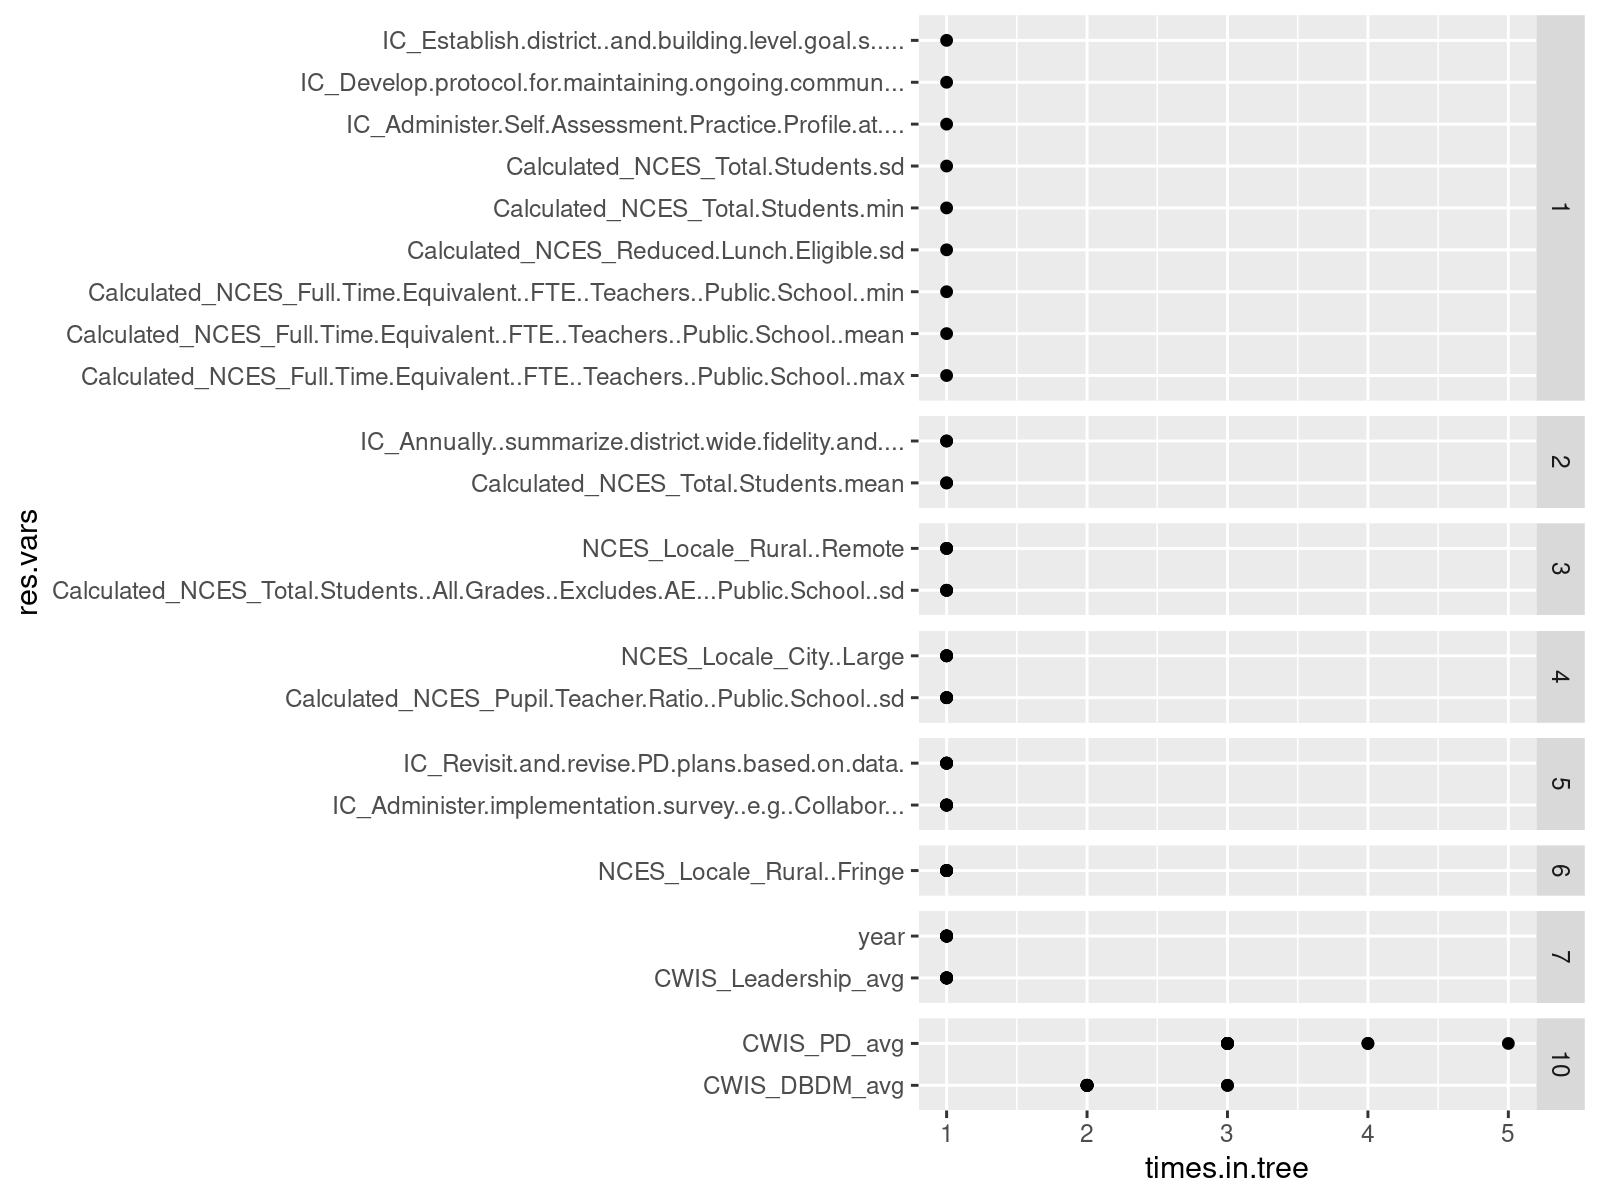 IC_Establish.district..and.building.level.goal.s.....
IC_Develop.protocol.for.maintaining.ongoing.commun...
IC_Administer.Self.Assessment.Practice.Profile.at....
Calculated_NCES_Total.Students.sd
Calculated_NCES_Total.Students.min
Calculated_NCES_Reduced.Lunch.Eligible.sd
Calculated_NCES_Full.Time.Equivalent..FTE..Teachers..Public.School..min
Calculated_NCES_Full.Time.Equivalent..FTE..Teachers..Public.School..mean
Calculated_NCES_Full.Time.Equivalent..FTE..Teachers..Public.School..max
1
IC_Annually..summarize.district.wide.fidelity.and....
Calculated_NCES_Total.Students.mean
2
NCES_Locale_Rural..Remote
Calculated_NCES_Total.Students..All.Grades..Excludes.AE...Public.School..sd
3
NCES_Locale_City..Large
Calculated_NCES_Pupil.Teacher.Ratio..Public.School..sd
4
IC_Revisit.and.revise.PD.plans.based.on.data.
IC_Administer.implementation.survey..e.g..Collabor...
5
NCES_Locale_Rural..Fringe
6
year
CWIS_Leadership_avg
7
CWIS_PD_avg
CWIS_DBDM_avg
10
1 2 3 4 5
times.in.tree
res.vars